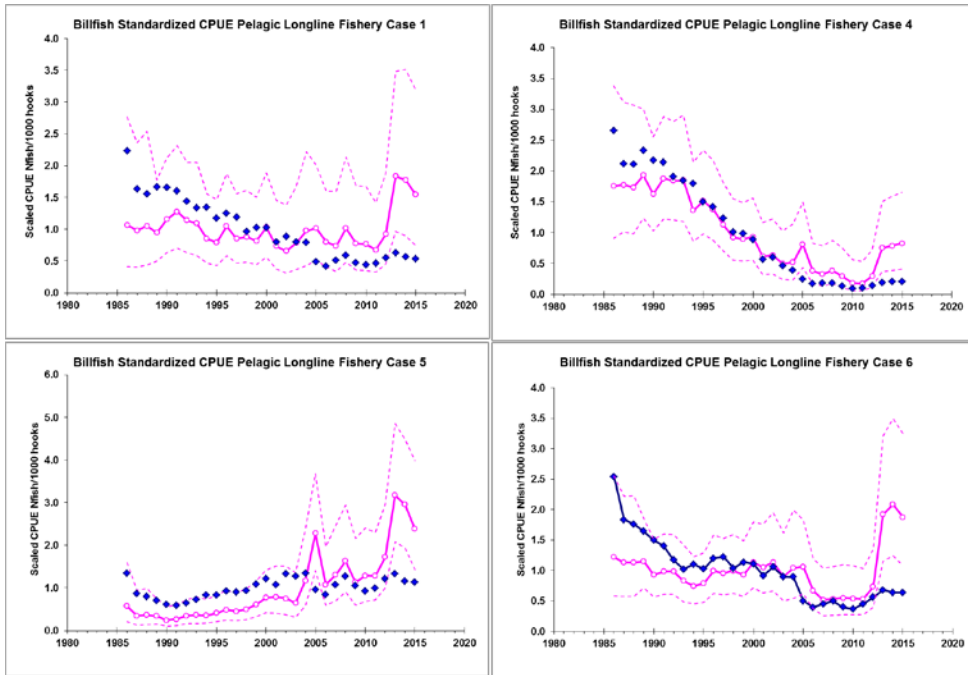 Billfish Standardized CPUE Pelagic Longline Fishery Case 1
Scaled CPUE Nfish/1000 hooks
4.0
3.5
3.0
2.5
2.0
1.5
1.0
0.5
0.0
1980 1985 1990 1995 2000 2005 2010 2015 2020
Billfish Standardized CPUE Pelagic Longline Fishery Case 4
Scaled CPUE Nfish/1000 hooks
4.0
3.5
3.0
2.5
2.0
1.5
1.0
0.5
0.0
1980 1985 1990 1995 2000 2005 2010 2015 2020
Billfish Standardized CPUE Pelagic Longline Fishery Case 5
Scaled CPUE Nfish/1000 hooks
6.0
5.0
4.0
3.0
2.0
1.0
0.0
1980 1985 1990 1995 2000 2005 2010 2015 2020
Billfish Standardized CPUE Pelagic Longline Fishery Case 6
Scaled CPUE Nfish/1000 hooks
4.0
3.5
3.0
2.5
2.0
1.5
1.0
0.5
0.0
1980 1985 1990 1995 2000 2005 2010 2015 2020